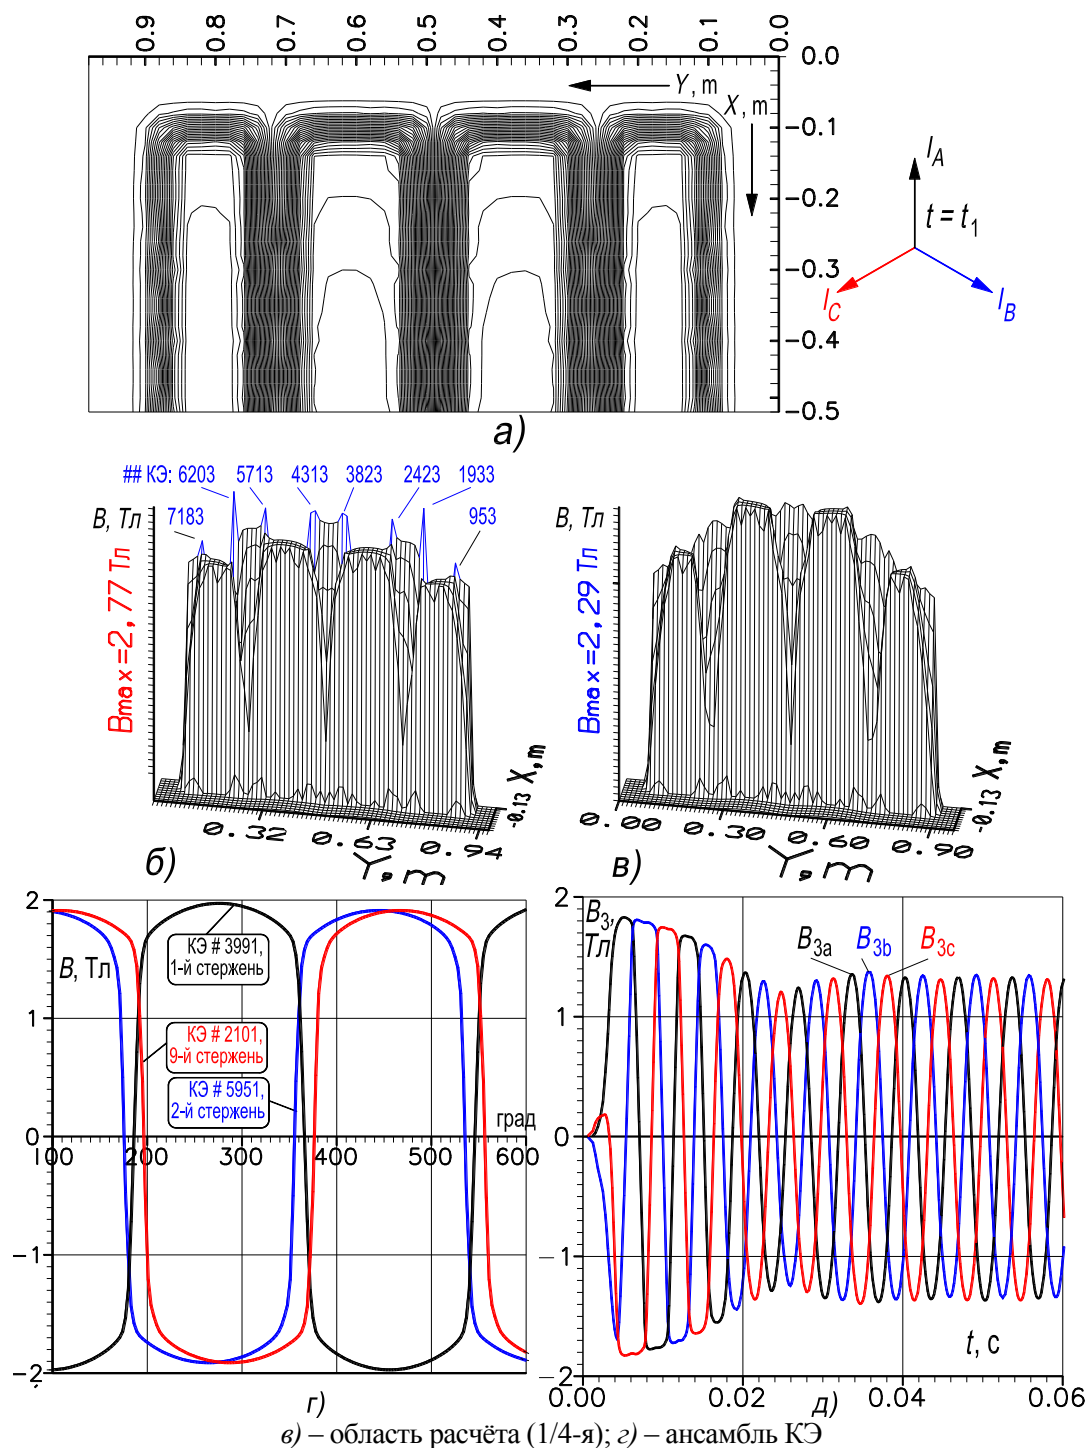 0.9 0.8 0.7 0.6 0.5 0.4 0.3 0.2 0.1 0.0
0.0
Y, m
X, m
−0.1
−0.2
−0.3
−0.4
−0.5
I_A
t = t_1
I_C
I_B
а)
## КЭ: 6203 5713 4313 3823 2423 1933
7183
953
B, Тл
Bmax=2,77 Тл
0.32 0.63 0.94
Y, m
-0.13 X, m
б)
B, Тл
Bmax=2,29 Тл
0.00 0.30 0.60 0.90
Y, m
-0.13 X, m
в)
2
1
0
−1
−2
B, Тл
КЭ # 3991,
1-й стержень
КЭ # 2101,
9-й стержень
КЭ # 5951,
2-й стержень
град
100 200 300 400 500 600
г)
2
1
0
−1
−2
B_3,
Тл
B_3a B_3b B_3c
t, с
0.00 0.02 0.04 0.06
д)
в) – область расчёта (1/4-я); г) – ансамбль КЭ